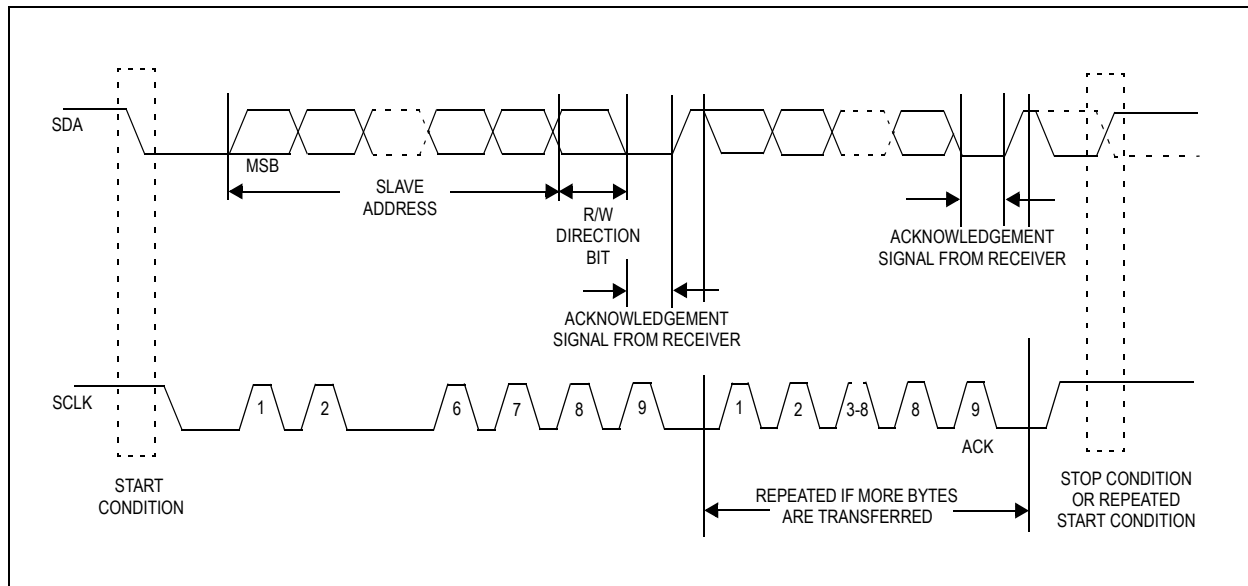 SDA
MSB
SLAVE
ADDRESS
R/W
DIRECTION
BIT
ACKNOWLEDGEMENT
SIGNAL FROM RECEIVER
ACKNOWLEDGEMENT
SIGNAL FROM RECEIVER
SCLK
1
2
6
7
8
9
1
2
3-8
8
9
ACK
START
CONDITION
REPEATED IF MORE BYTES
ARE TRANSFERRED
STOP CONDITION
OR REPEATED
START CONDITION